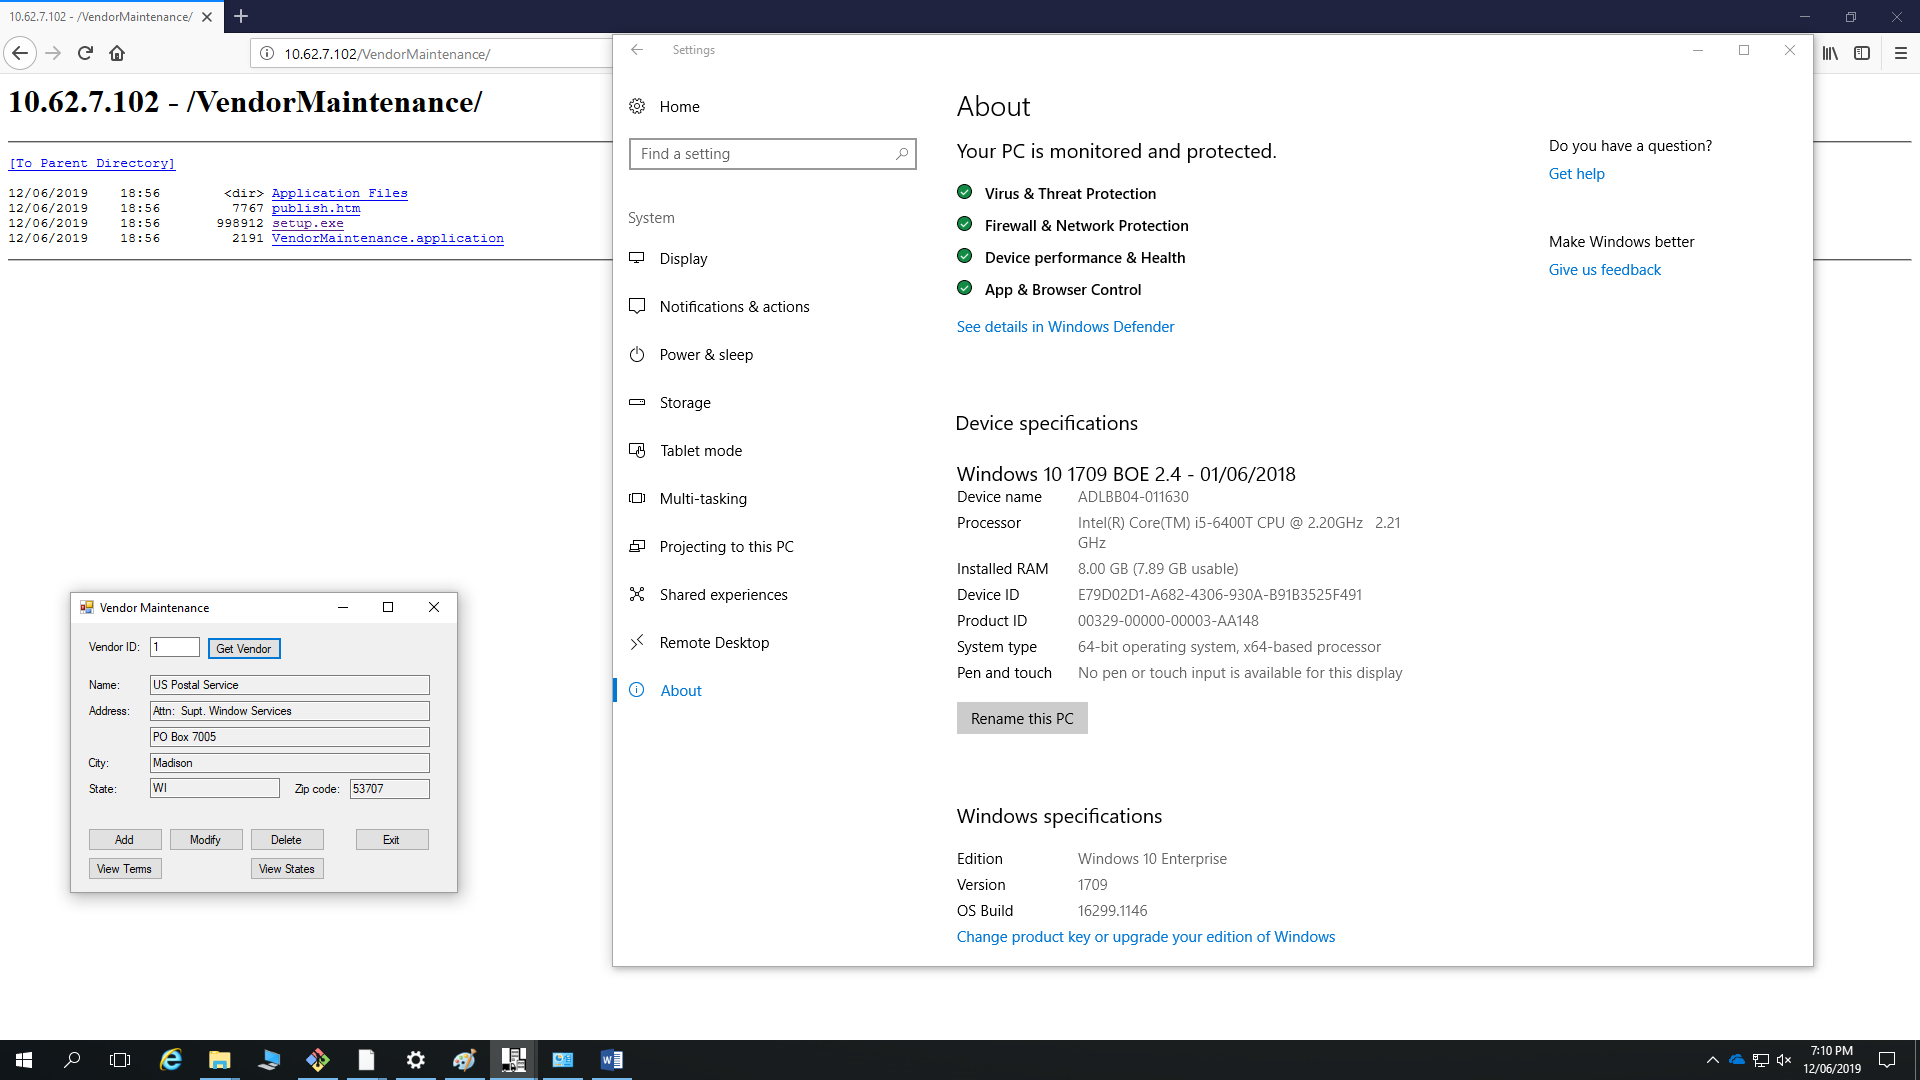 10.62.7.102 - /VendorMaintenance/
10.62.7.102/VendorMaintenance/
10.62.7.102 - /VendorMaintenance/
[To Parent Directory]
12/06/2019 18:56 <dir> Application Files
12/06/2019 18:56 7767 publish.htm
12/06/2019 18:56 998912 setup.exe
12/06/2019 18:56 2191 VendorMaintenance.application
Vendor Maintenance
Vendor ID: 1 Get Vendor
Name: US Postal Service
Address: Attn: Supt. Window Services
PO Box 7005
City: Madison
State: WI Zip code: 53707
Add Modify Delete Exit
View Terms View States
Settings
Home
Find a setting
System
Display
Notifications & actions
Power & sleep
Storage
Tablet mode
Multi-tasking
Projecting to this PC
Shared experiences
Remote Desktop
About
About
Your PC is monitored and protected.
Virus & Threat Protection
Firewall & Network Protection
Device performance & Health
App & Browser Control
See details in Windows Defender
Device specifications
Windows 10 1709 BOE 2.4 - 01/06/2018
Device name ADLBB04-011630
Processor Intel(R) Core(TM) i5-6400T CPU @ 2.20GHz 2.21
GHz
Installed RAM 8.00 GB (7.89 GB usable)
Device ID E79D02D1-A682-4306-930A-B91B3525F491
Product ID 00329-00000-00003-AA148
System type 64-bit operating system, x64-based processor
Pen and touch No pen or touch input is available for this display
Rename this PC
Windows specifications
Edition Windows 10 Enterprise
Version 1709
OS Build 16299.1146
Change product key or upgrade your edition of Windows
Do you have a question?
Get help
Make Windows better
Give us feedback
7:10 PM
12/06/2019